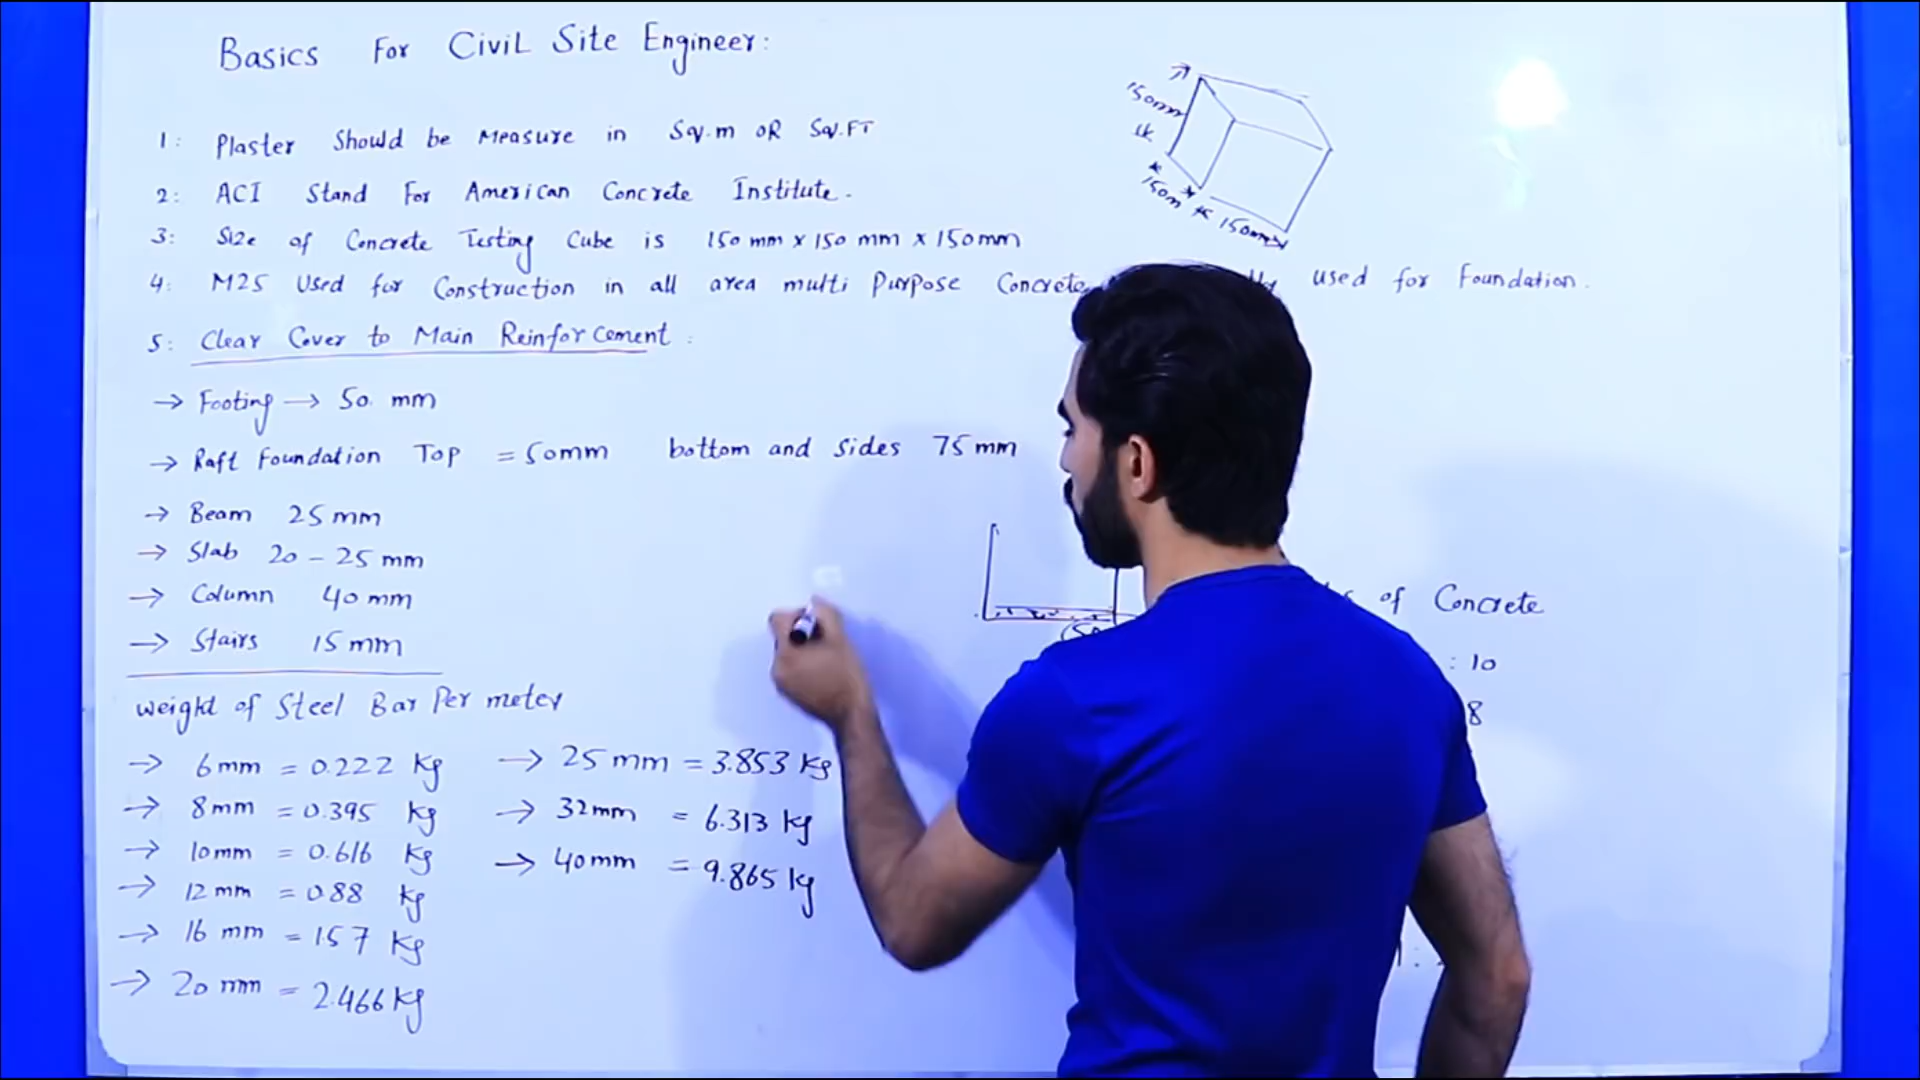 Basics For Civil Site Engineer:
1: Plaster Should be Measure in Sq.m OR Sq.FT
2: ACI Stand For American Concrete Institute.
3: Size of Concrete Testing Cube is 150 mm x 150 mm x 150mm
4: M25 Used for Construction in all area multi Purpose Concrete used for Foundation.
5: Clear Cover to Main Reinforcement:
→ Footing → 50. mm
→ Raft Foundation Top = 50mm bottom and Sides 75 mm
→ Beam 25 mm
→ Slab 20 - 25 mm
→ Column 40 mm
→ Stairs 15 mm
Weight of Steel Bar Per meter
→ 6mm = 0.222 Kg
→ 8mm = 0.395 Kg
→ 10mm = 0.616 Kg
→ 12 mm = 0.88 Kg
→ 16 mm = 157 Kg
→ 20 mm = 2.466 Kg
→ 25 mm = 3.853 Kg
→ 32mm = 6.313 Kg
→ 40mm = 9.865 Kg
150mm
150m
150mm
of Concrete
: 10
8